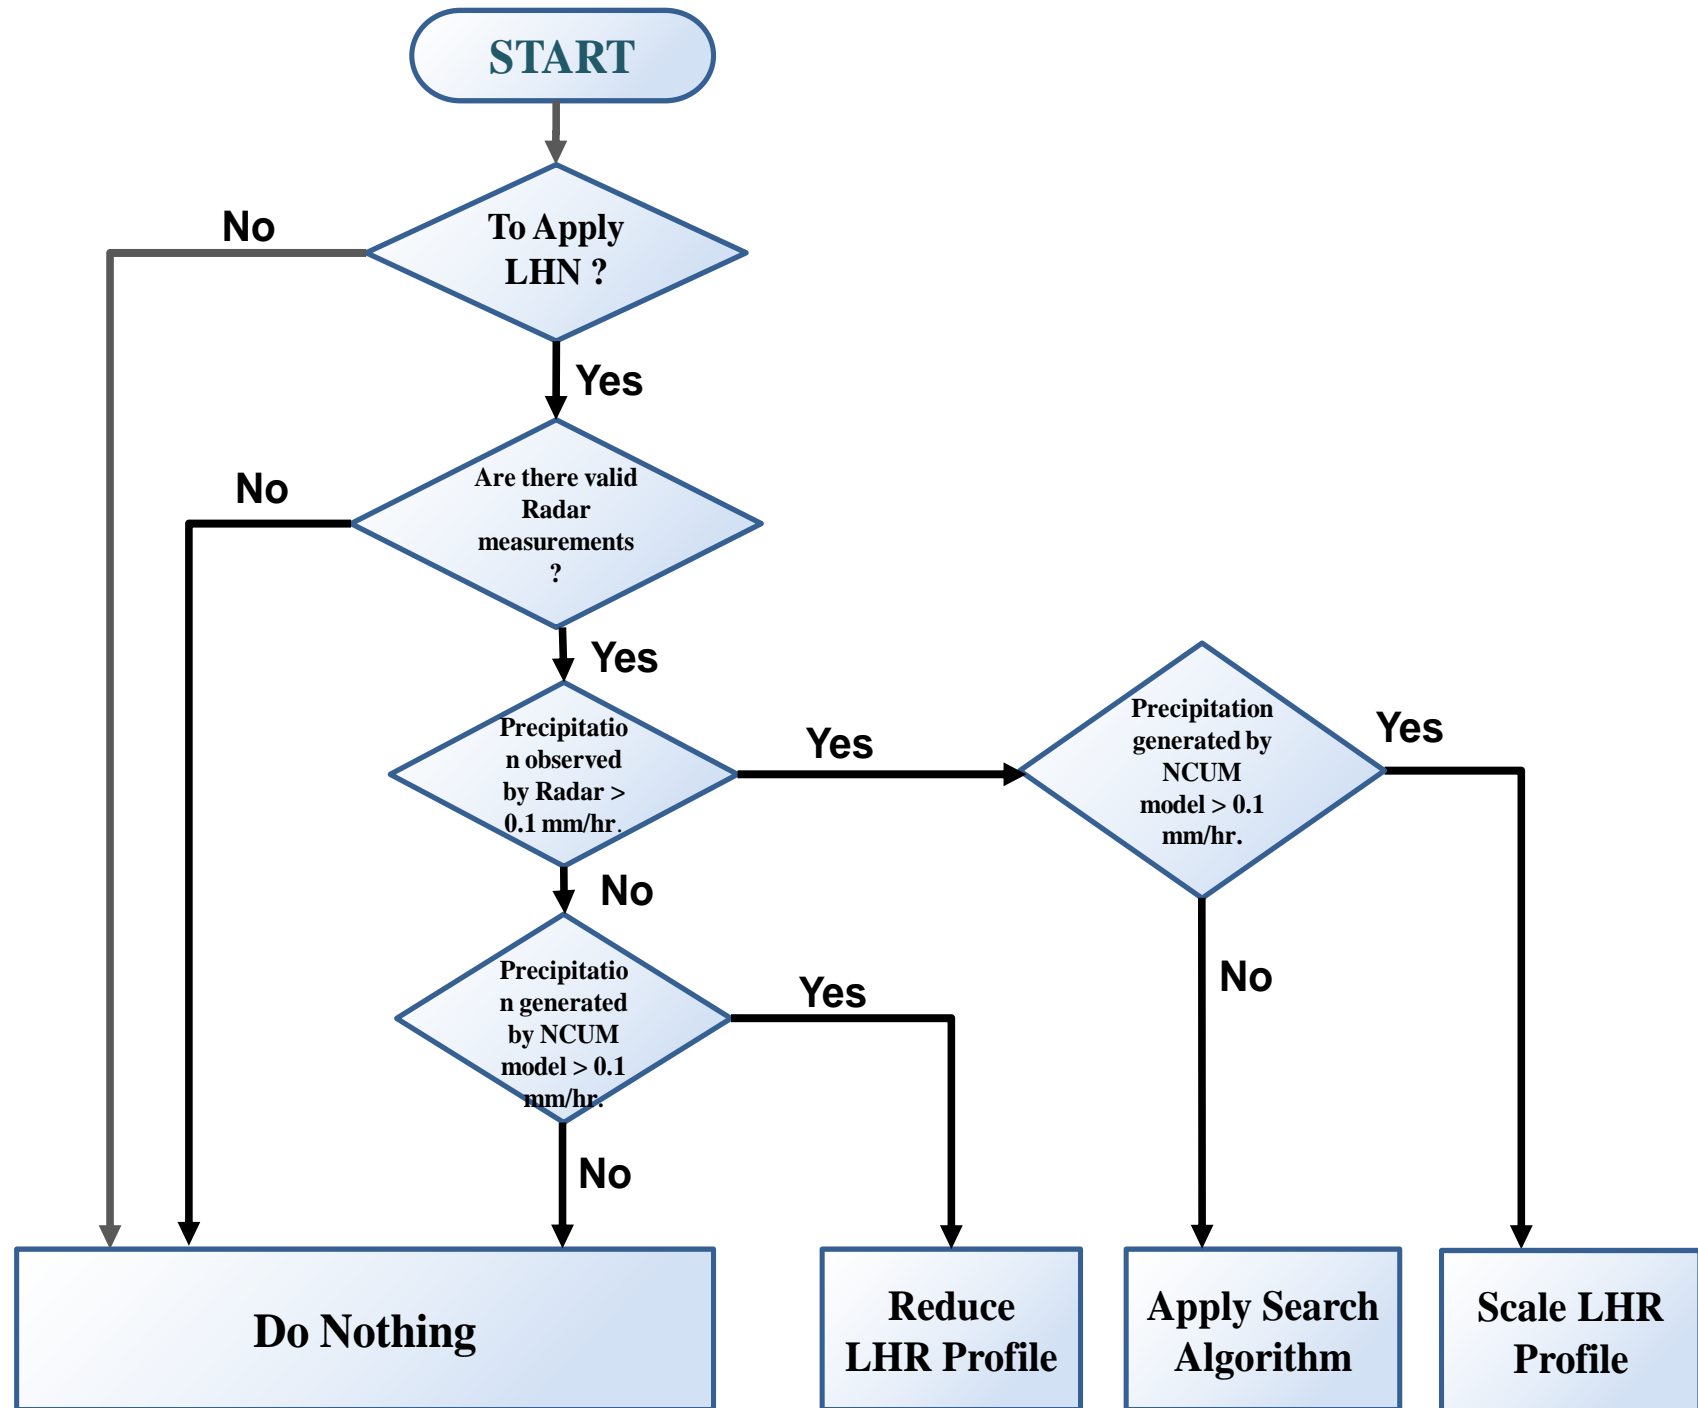 START
No
To Apply
LHN ?
Yes
No
Are there valid
Radar
measurements
?
Yes
Precipitatio
n observed
by Radar >
0.1 mm/hr.
Yes
Precipitation
generated by
NCUM
model > 0.1
mm/hr.
Yes
No
Precipitatio
n generated
by NCUM
model > 0.1
mm/hr.
Yes
No
No
Do Nothing
Reduce
LHR Profile
Apply Search
Algorithm
Scale LHR
Profile